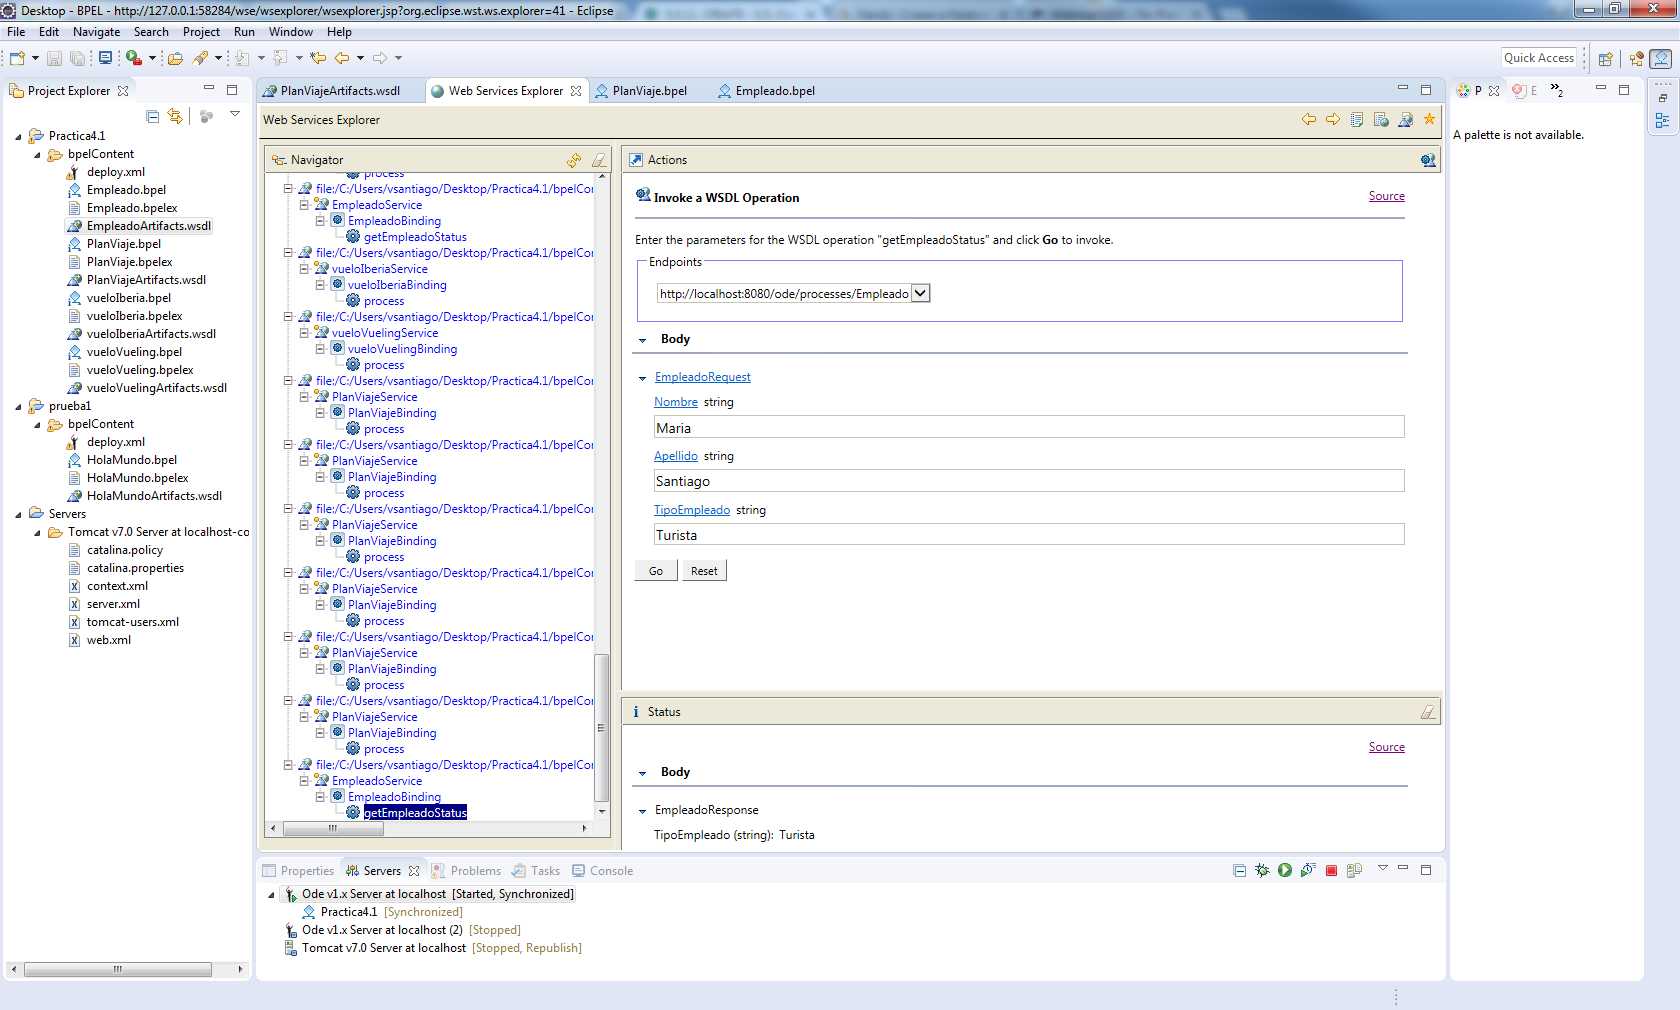 Desktop - BPEL - http://127.0.0.1:58284/wse/wsexplorer/wsexplorer.jsp?org.eclipse.wst.ws.explorer=41 - Eclipse
File Edit Navigate Search Project Run Window Help
Quick Access
Project Explorer
Practica4.1
bpelContent
deploy.xml
Empleado.bpel
Empleado.bpelex
EmpleadoArtifacts.wsdl
PlanViaje.bpel
PlanViaje.bpelex
PlanViajeArtifacts.wsdl
vueloIberia.bpel
vueloIberia.bpelex
vueloIberiaArtifacts.wsdl
vueloVueling.bpel
vueloVueling.bpelex
vueloVuelingArtifacts.wsdl
prueba1
bpelContent
deploy.xml
HolaMundo.bpel
HolaMundo.bpelex
HolaMundoArtifacts.wsdl
Servers
Tomcat v7.0 Server at localhost-co
catalina.policy
catalina.properties
context.xml
server.xml
tomcat-users.xml
web.xml
PlanViajeArtifacts.wsdl Web Services Explorer PlanViaje.bpel Empleado.bpel
Web Services Explorer
Navigator
process
file:/C:/Users/vsantiago/Desktop/Practica4.1/bpelCor
EmpleadoService
EmpleadoBinding
getEmpleadoStatus
file:/C:/Users/vsantiago/Desktop/Practica4.1/bpelCor
vueloIberiaService
vueloIberiaBinding
process
file:/C:/Users/vsantiago/Desktop/Practica4.1/bpelCor
vueloVuelingService
vueloVuelingBinding
process
file:/C:/Users/vsantiago/Desktop/Practica4.1/bpelCor
PlanViajeService
PlanViajeBinding
process
file:/C:/Users/vsantiago/Desktop/Practica4.1/bpelCor
PlanViajeService
PlanViajeBinding
process
file:/C:/Users/vsantiago/Desktop/Practica4.1/bpelCor
PlanViajeService
PlanViajeBinding
process
file:/C:/Users/vsantiago/Desktop/Practica4.1/bpelCor
PlanViajeService
PlanViajeBinding
process
file:/C:/Users/vsantiago/Desktop/Practica4.1/bpelCor
PlanViajeService
PlanViajeBinding
process
file:/C:/Users/vsantiago/Desktop/Practica4.1/bpelCor
PlanViajeService
PlanViajeBinding
process
file:/C:/Users/vsantiago/Desktop/Practica4.1/bpelCor
EmpleadoService
EmpleadoBinding
getEmpleadoStatus
Actions
Invoke a WSDL Operation
Source
Enter the parameters for the WSDL operation "getEmpleadoStatus" and click Go to invoke.
Endpoints
http://localhost:8080/ode/processes/Empleado
Body
EmpleadoRequest
Nombre string
Maria
Apellido string
Santiago
TipoEmpleado string
Turista
Go Reset
Status
Source
Body
EmpleadoResponse
TipoEmpleado (string): Turista
P E 2
A palette is not available.
Properties Servers Problems Tasks Console
Ode v1.x Server at localhost [Started, Synchronized]
Practica4.1 [Synchronized]
Ode v1.x Server at localhost (2) [Stopped]
Tomcat v7.0 Server at localhost [Stopped, Republish]